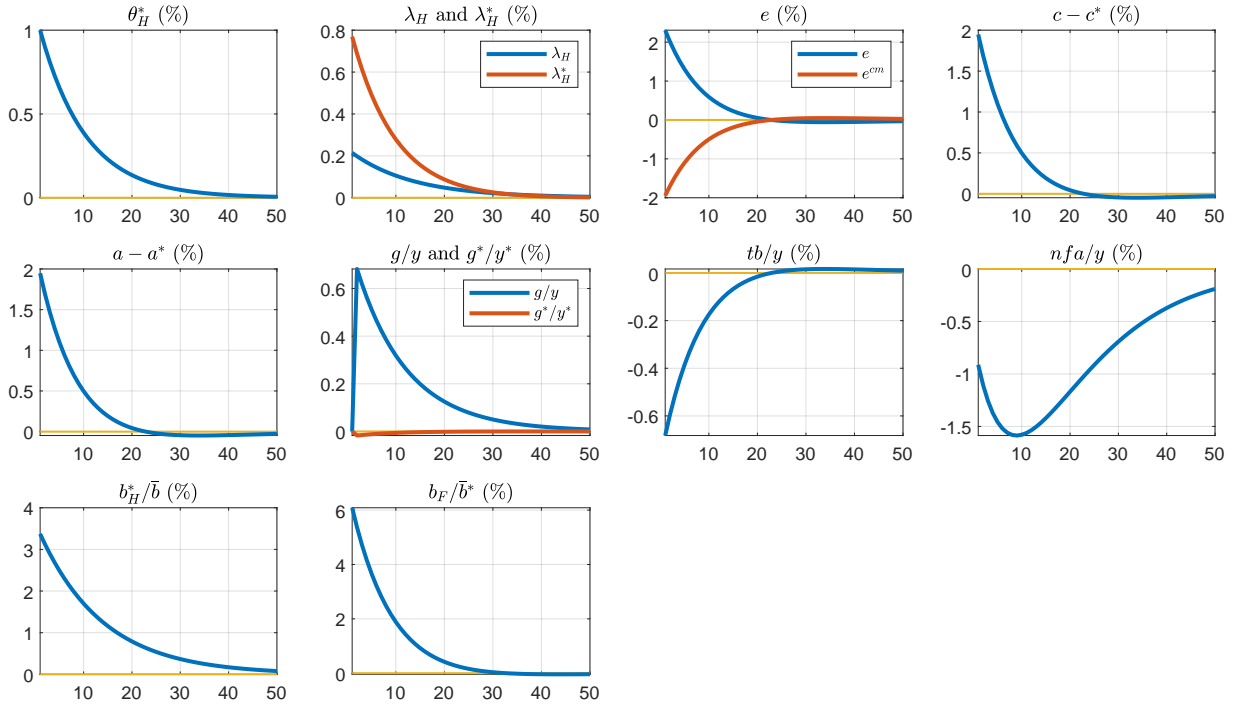 θ*_H (%)
1
0.5
0
10 20 30 40 50
λ_H and λ*_H (%)
0.8
0.6
0.4
0.2
0
λ_H
λ*_H
10 20 30 40 50
e (%)
2
1
0
-1
-2
e
e^{cm}
10 20 30 40 50
c − c* (%)
2
1.5
1
0.5
0
10 20 30 40 50
a − a* (%)
2
1.5
1
0.5
0
10 20 30 40 50
g/y and g*/y* (%)
0.6
0.4
0.2
0
g/y
g*/y*
10 20 30 40 50
tb/y (%)
0
-0.2
-0.4
-0.6
10 20 30 40 50
nfa/y (%)
0
-0.5
-1
-1.5
10 20 30 40 50
b*_H/b̄ (%)
4
3
2
1
0
10 20 30 40 50
b_F/b̄* (%)
6
4
2
0
10 20 30 40 50